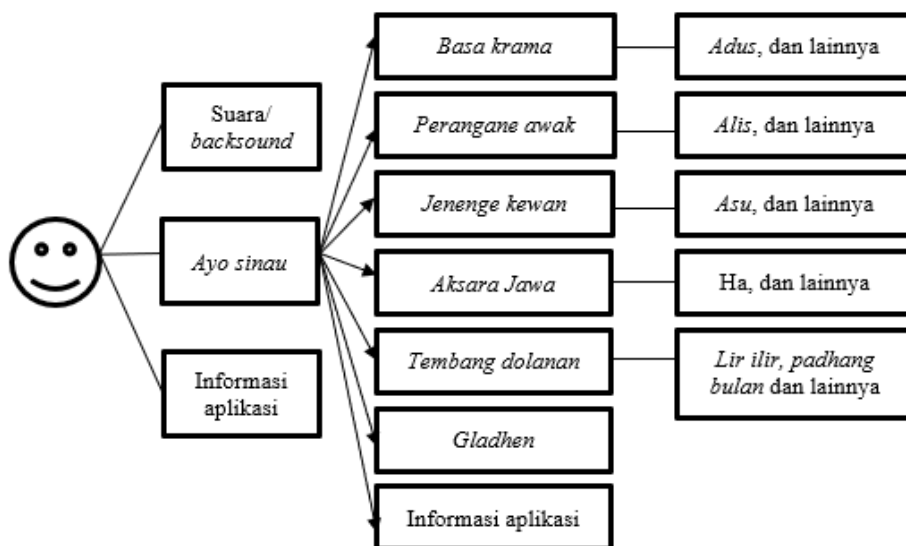 Suara/
backsound
Ayo sinau
Informasi
aplikasi
Basa krama
Perangane awak
Jenenge kewan
Aksara Jawa
Tembang dolanan
Gladhen
Informasi aplikasi
Adus, dan lainnya
Alis, dan lainnya
Asu, dan lainnya
Ha, dan lainnya
Lir ilir, padhang
bulan dan lainnya